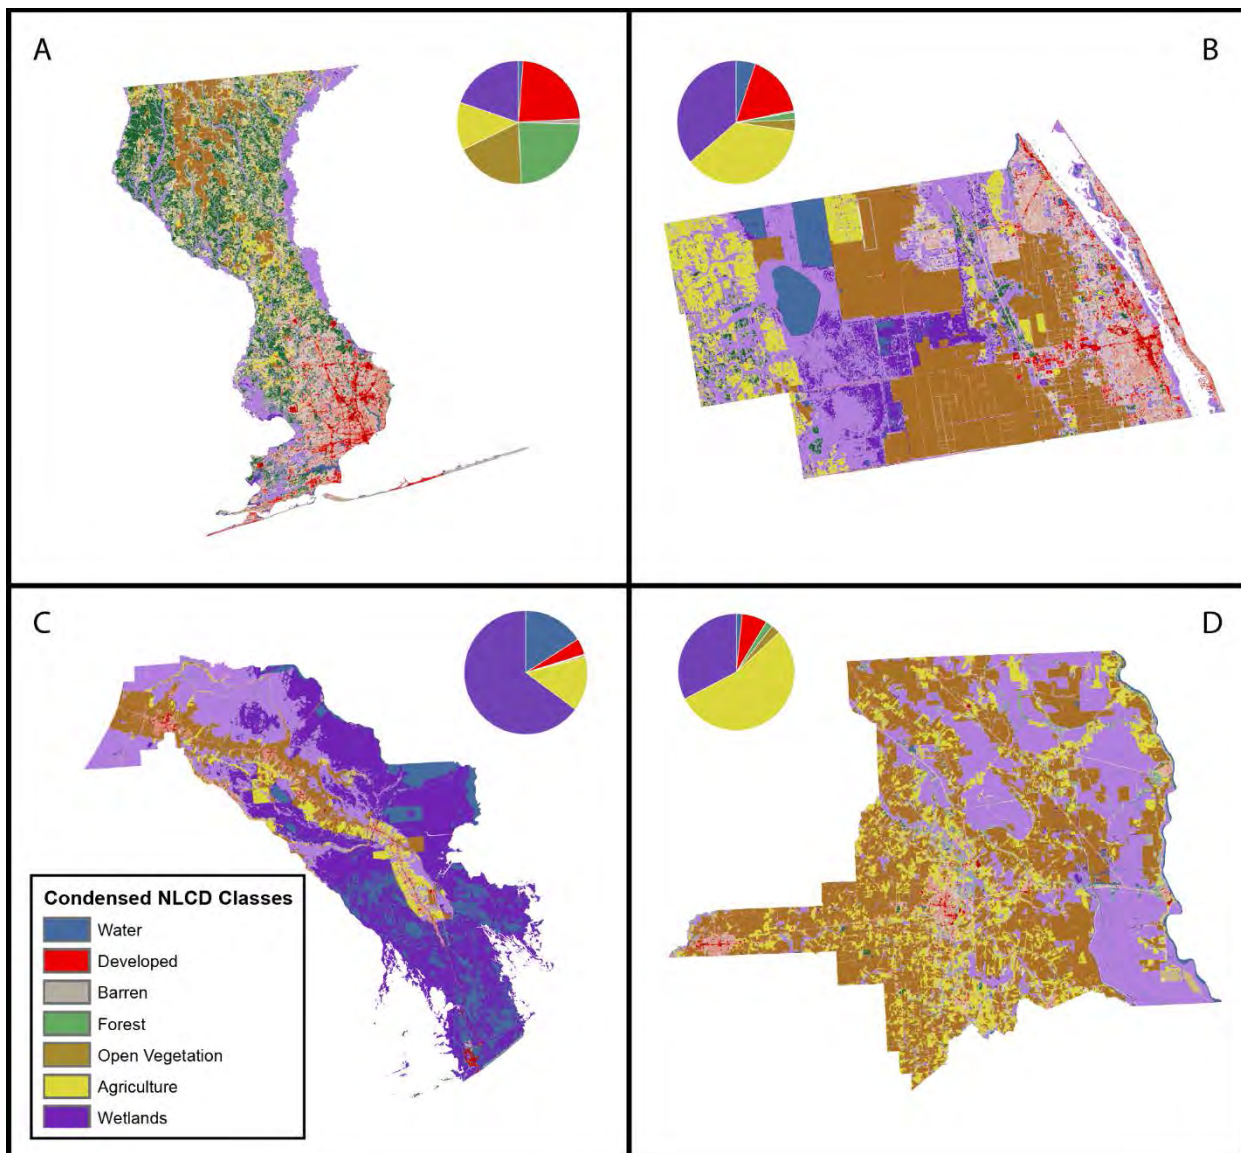 A
B
C
D
Condensed NLCD Classes
Water
Developed
Barren
Forest
Open Vegetation
Agriculture
Wetlands